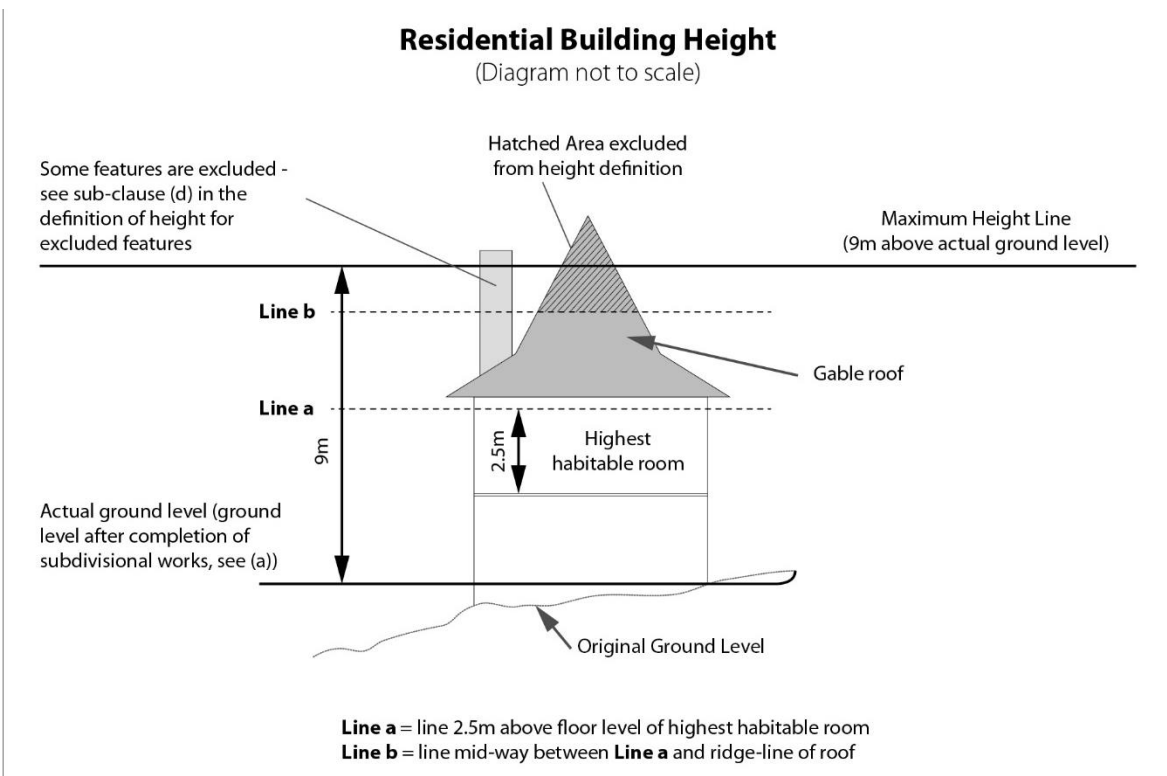 Residential Building Height
(Diagram not to scale)
Hatched Area excluded
from height definition
Some features are excluded -
see sub-clause (d) in the
definition of height for
excluded features
Maximum Height Line
(9m above actual ground level)
Line b
Gable roof
Line a
9m
2.5m
Highest
habitable room
Actual ground level (ground
level after completion of
subdivisional works, see (a))
Original Ground Level
Line a = line 2.5m above floor level of highest habitable room
Line b = line mid-way between Line a and ridge-line of roof